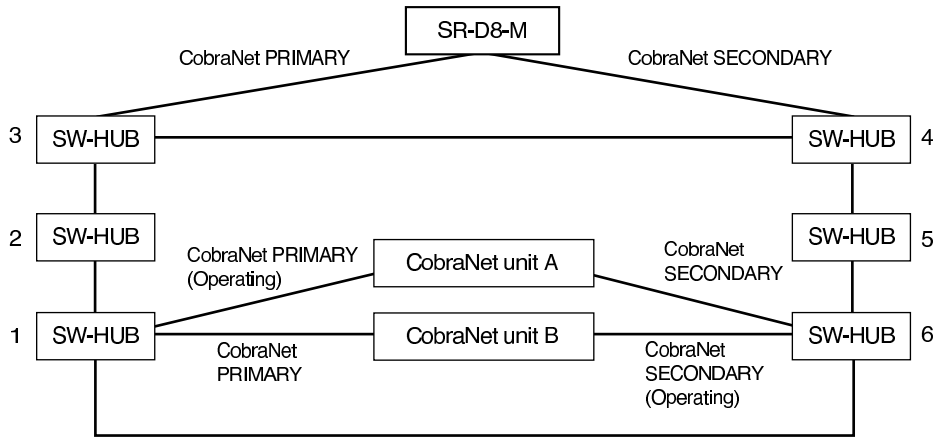 SR-D8-M
CobraNet PRIMARY
CobraNet SECONDARY
3
SW-HUB
SW-HUB
4
2
SW-HUB
SW-HUB
5
CobraNet PRIMARY
(Operating)
CobraNet unit A
CobraNet
SECONDARY
1
SW-HUB
CobraNet unit B
SW-HUB
6
CobraNet
PRIMARY
CobraNet
SECONDARY
(Operating)